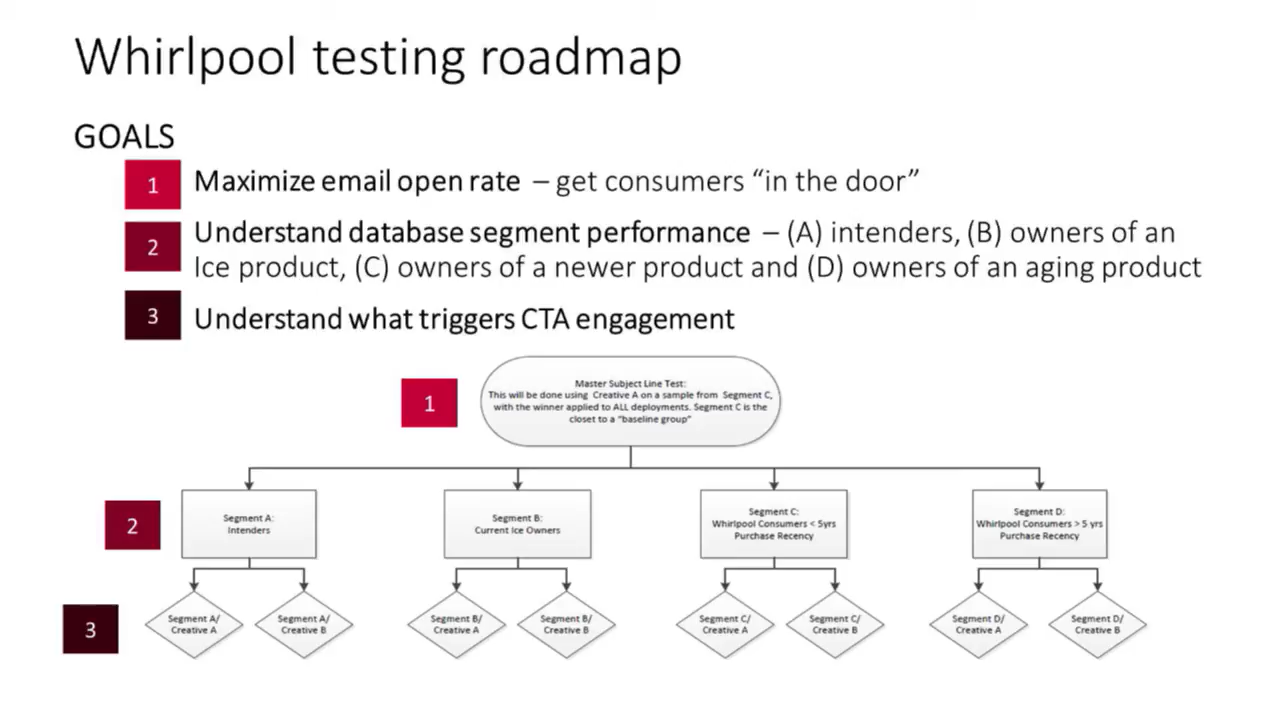 Whirlpool testing roadmap
GOALS
1
Maximize email open rate – get consumers “in the door”
2
Understand database segment performance – (A) intenders, (B) owners of an
Ice product, (C) owners of a newer product and (D) owners of an aging product
3
Understand what triggers CTA engagement
1
Master Subject Line Test:
This will be done using Creative A on a sample from Segment C,
with the winner applied to ALL deployments. Segment C is the
closet to a “baseline group”
2
Segment A:
Intenders
Segment B:
Current Ice Owners
Segment C:
Whirlpool Consumers < 5yrs
Purchase Recency
Segment D:
Whirlpool Consumers > 5 yrs
Purchase Recency
3
Segment A/
Creative A
Segment A/
Creative B
Segment B/
Creative A
Segment B/
Creative B
Segment C/
Creative A
Segment C/
Creative B
Segment D/
Creative A
Segment D/
Creative B